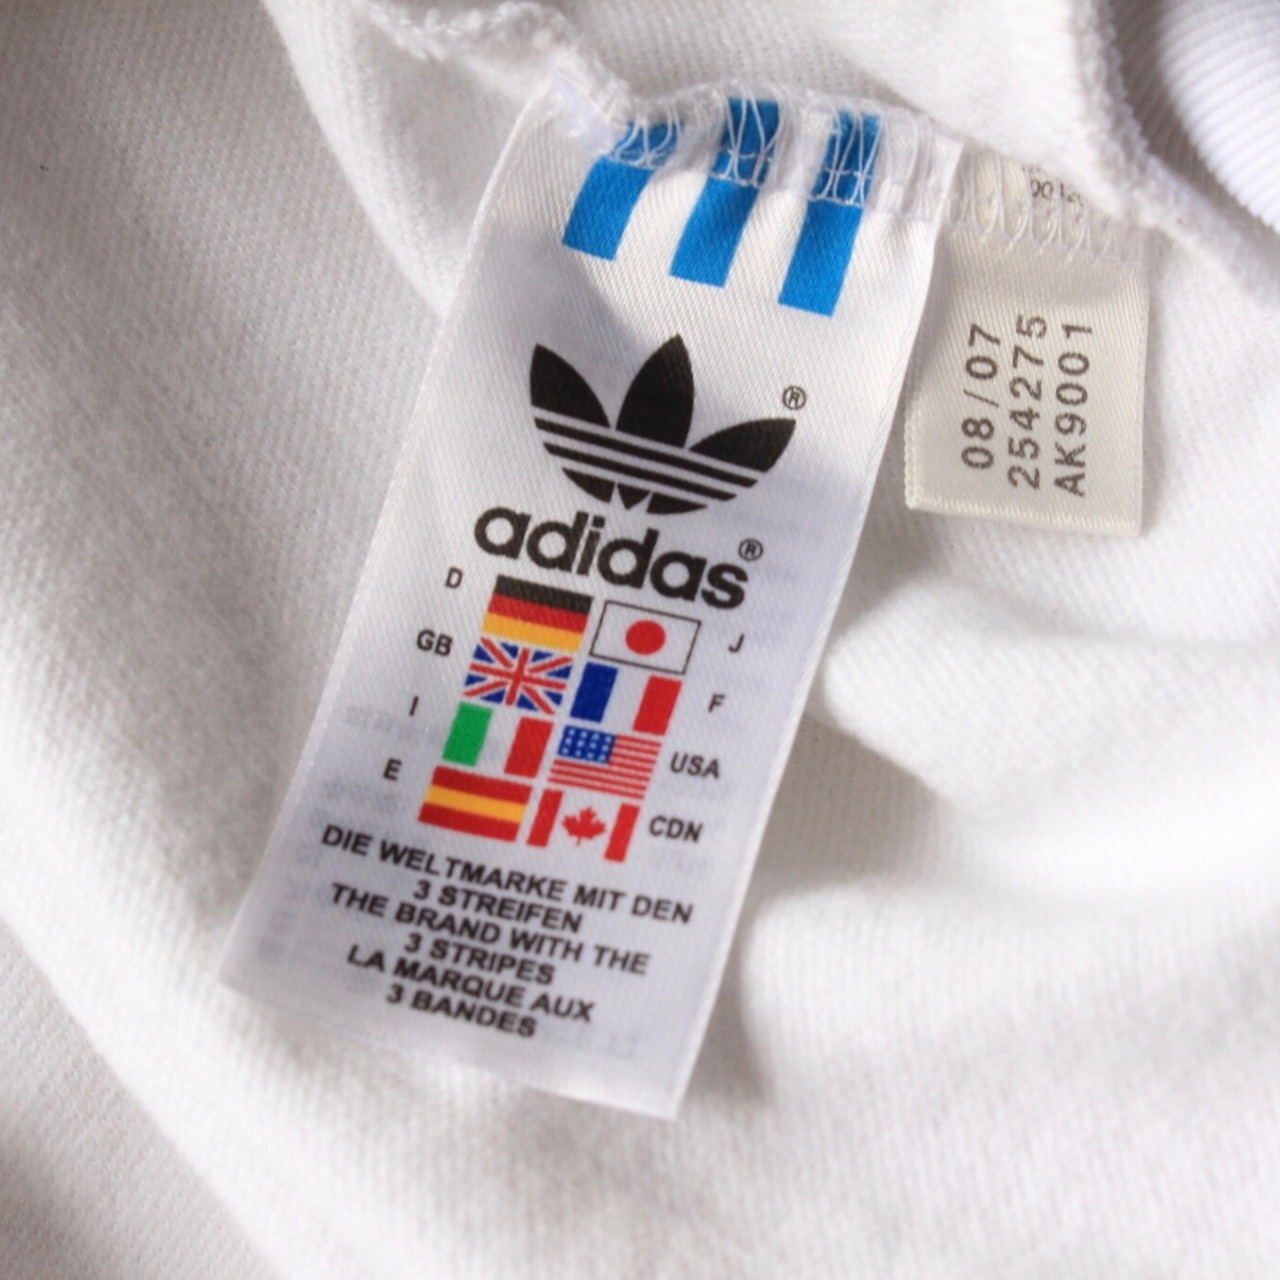 ®
adidas®
D
J
GB
F
I
USA
E
CDN
DIE WELTMARKE MIT DEN
3 STREIFEN
THE BRAND WITH THE
3 STRIPES
LA MARQUE AUX
3 BANDES
08/07
254275
AK9001